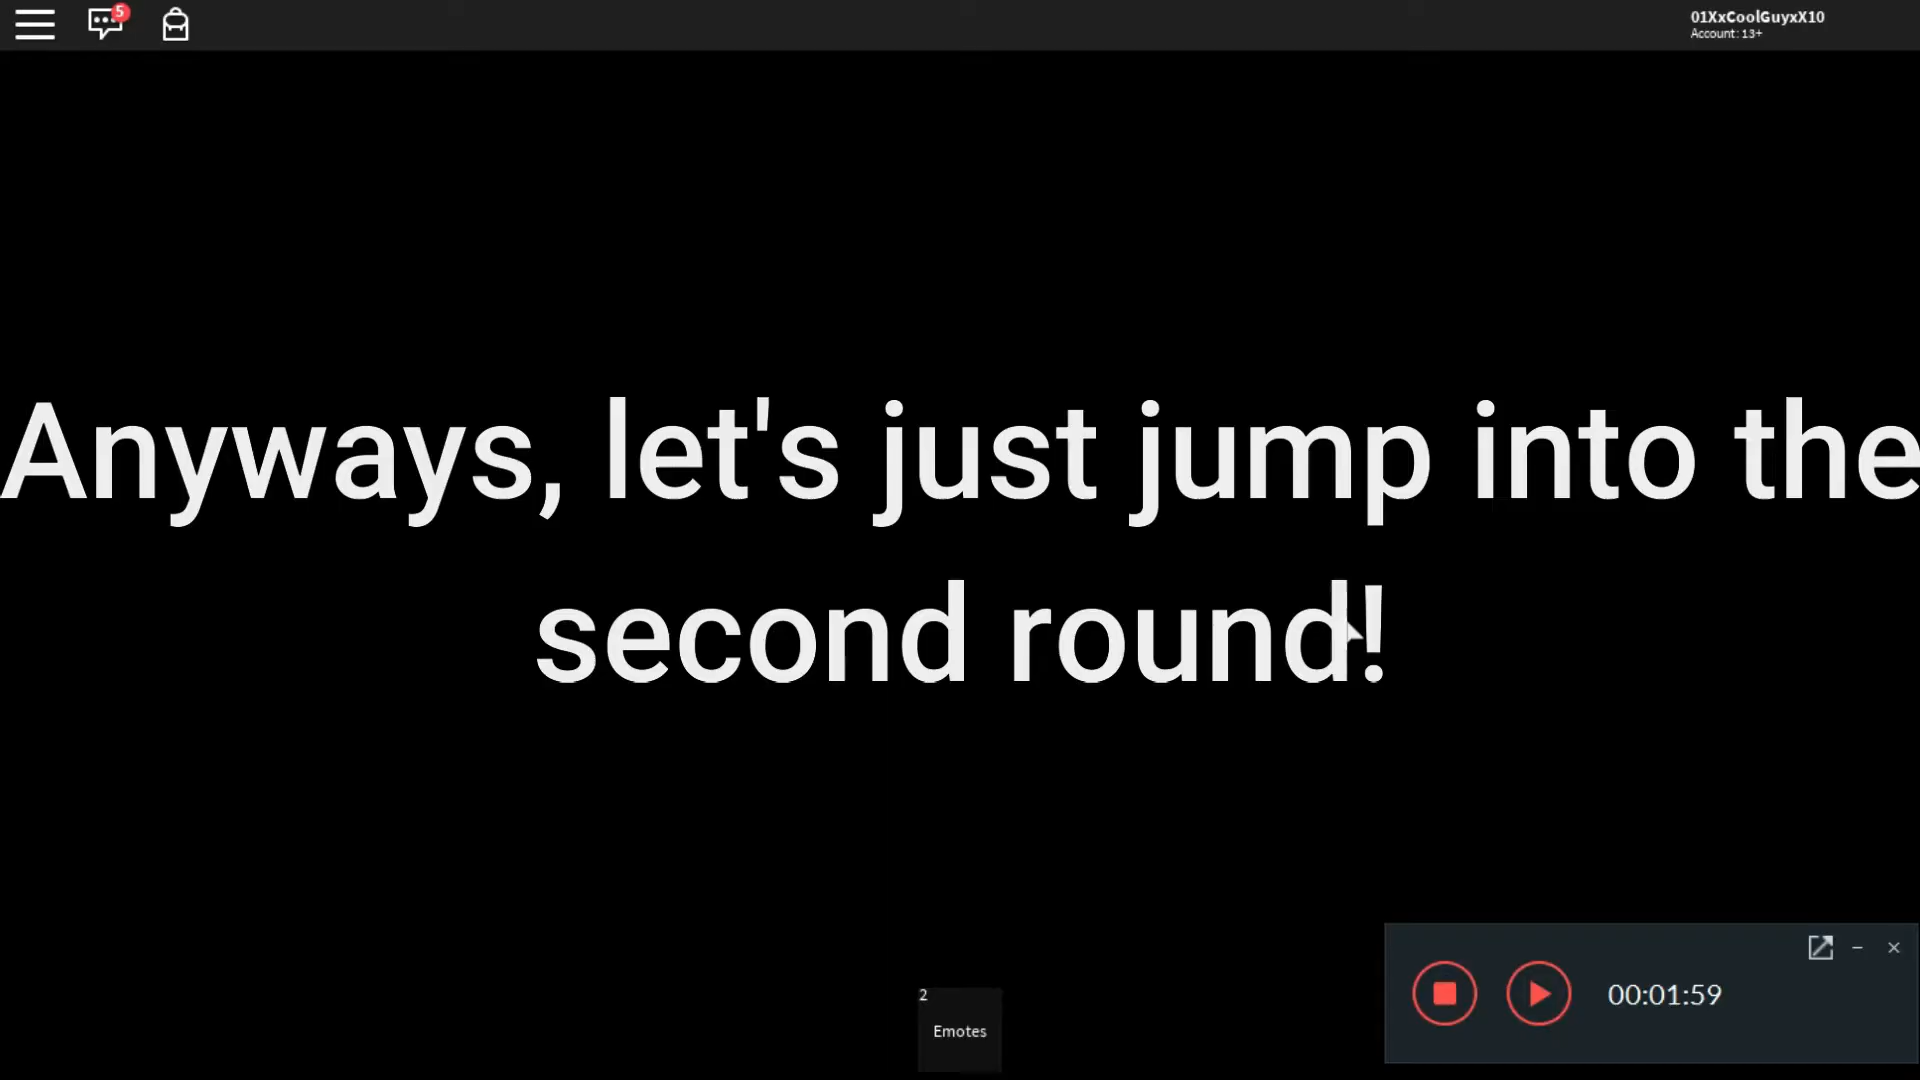 5
01XxCoolGuyxX10
Account: 13+
Anyways, let's just jump into the
second round!
2
Emotes
00:01:59